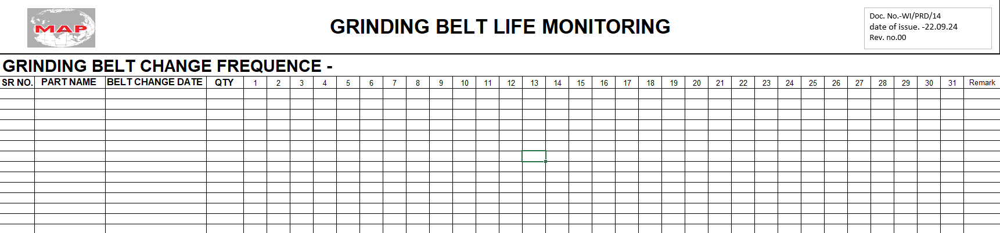 MAP
GRINDING BELT LIFE MONITORING
Doc. No.-WI/PRD/14
date of issue. -22.09.24
Rev. no.00
GRINDING BELT CHANGE FREQUENCE -
SR NO. PART NAME BELT CHANGE DATE QTY 1 2 3 4 5 6 7 8 9 10 11 12 13 14 15 16 17 18 19 20 21 22 23 24 25 26 27 28 29 30 31 Remark